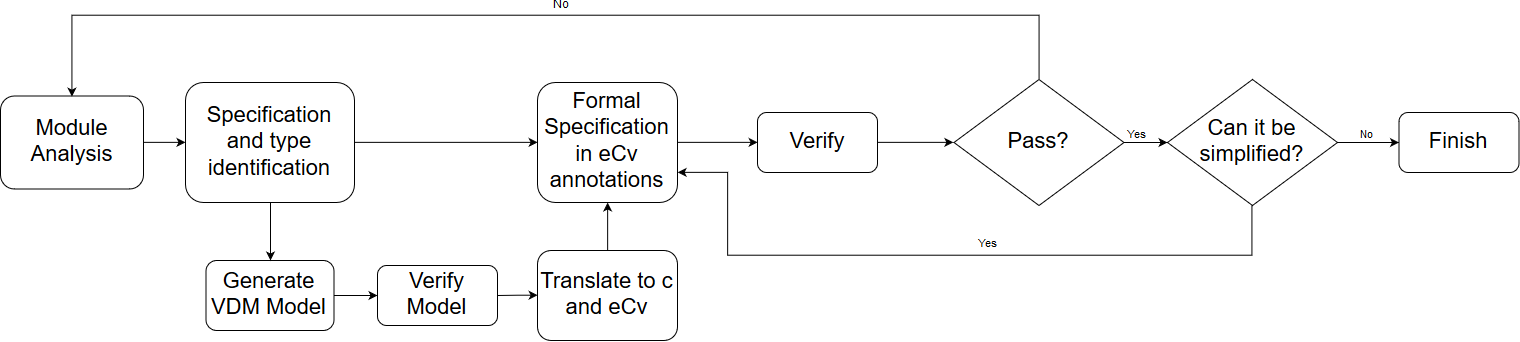 No
Module
Analysis
Specification
and type
identification
Formal
Specification
in eCv
annotations
Verify
Pass?
Yes
Can it be
simplified?
No
Finish
Yes
Generate
VDM Model
Verify
Model
Translate to c
and eCv